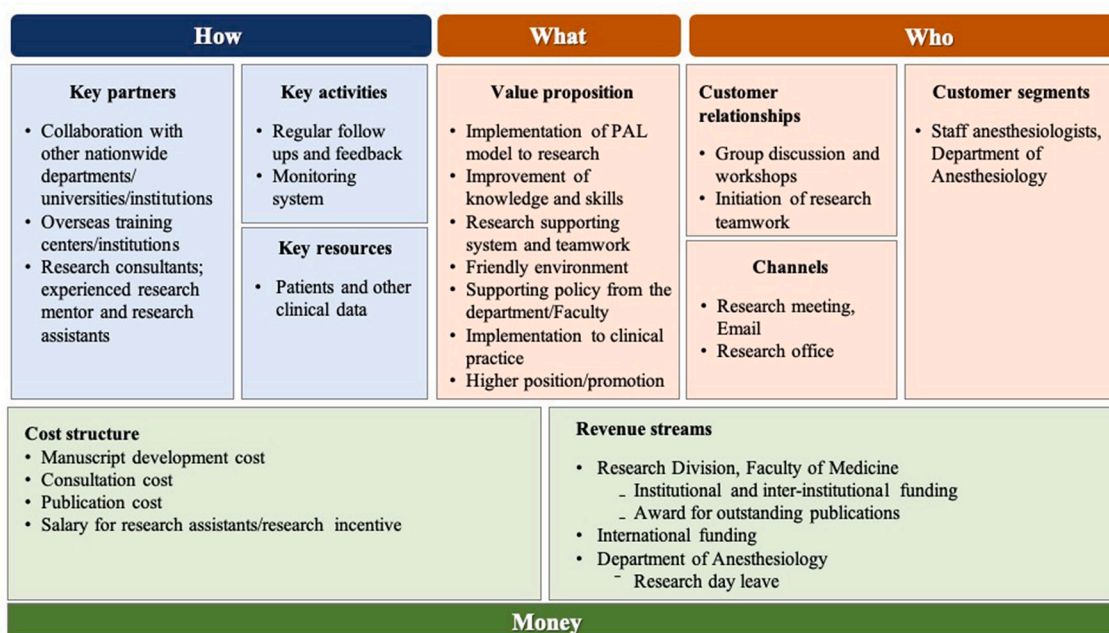 How
What
Who
Key partners
• Collaboration with
other nationwide
departments/
universities/institutions
• Overseas training
centers/institutions
• Research consultants;
experienced research
mentor and research
assistants
Key activities
• Regular follow
ups and feedback
• Monitoring
system
Key resources
• Patients and other
clinical data
Value proposition
• Implementation of PAL
model to research
• Improvement of
knowledge and skills
• Research supporting
system and teamwork
• Friendly environment
• Supporting policy from the
department/Faculty
• Implementation to clinical
practice
• Higher position/promotion
Customer
relationships
• Group discussion and
workshops
• Initiation of research
teamwork
Channels
• Research meeting,
Email
• Research office
Customer segments
• Staff anesthesiologists,
Department of
Anesthesiology
Cost structure
• Manuscript development cost
• Consultation cost
• Publication cost
• Salary for research assistants/research incentive
Revenue streams
• Research Division, Faculty of Medicine
– Institutional and inter-institutional funding
– Award for outstanding publications
• International funding
• Department of Anesthesiology
– Research day leave
Money